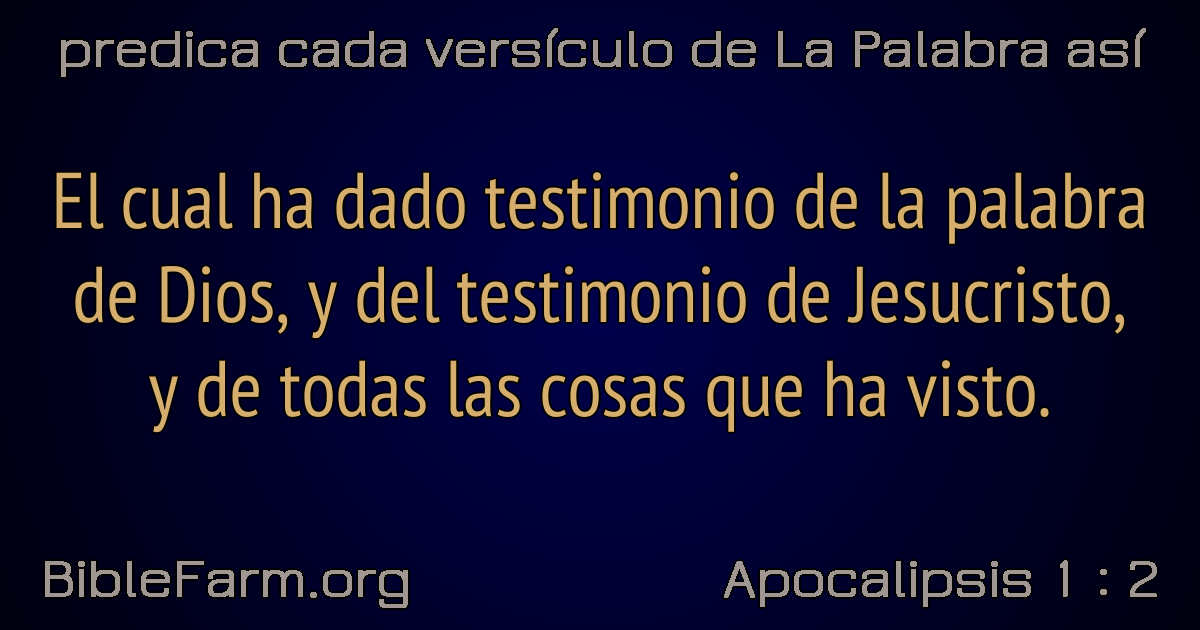 predica cada versículo de La Palabra así
El cual ha dado testimonio de la palabra
de Dios, y del testimonio de Jesucristo,
y de todas las cosas que ha visto.
BibleFarm.org
Apocalipsis 1 : 2